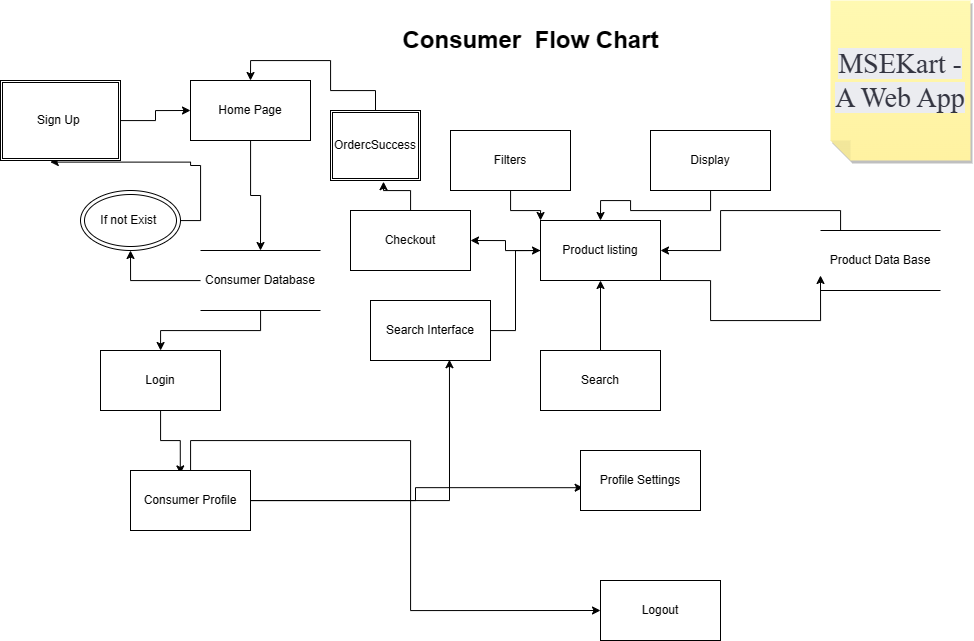 Consumer  Flow Chart
MSEKart -
A Web App
Sign Up
Home Page
OrdercSuccess
Filters
Display
If not Exist
Checkout
Product listing
Product Data Base
Consumer Database
Search Interface
Login
Search
Consumer Profile
Profile Settings
Logout